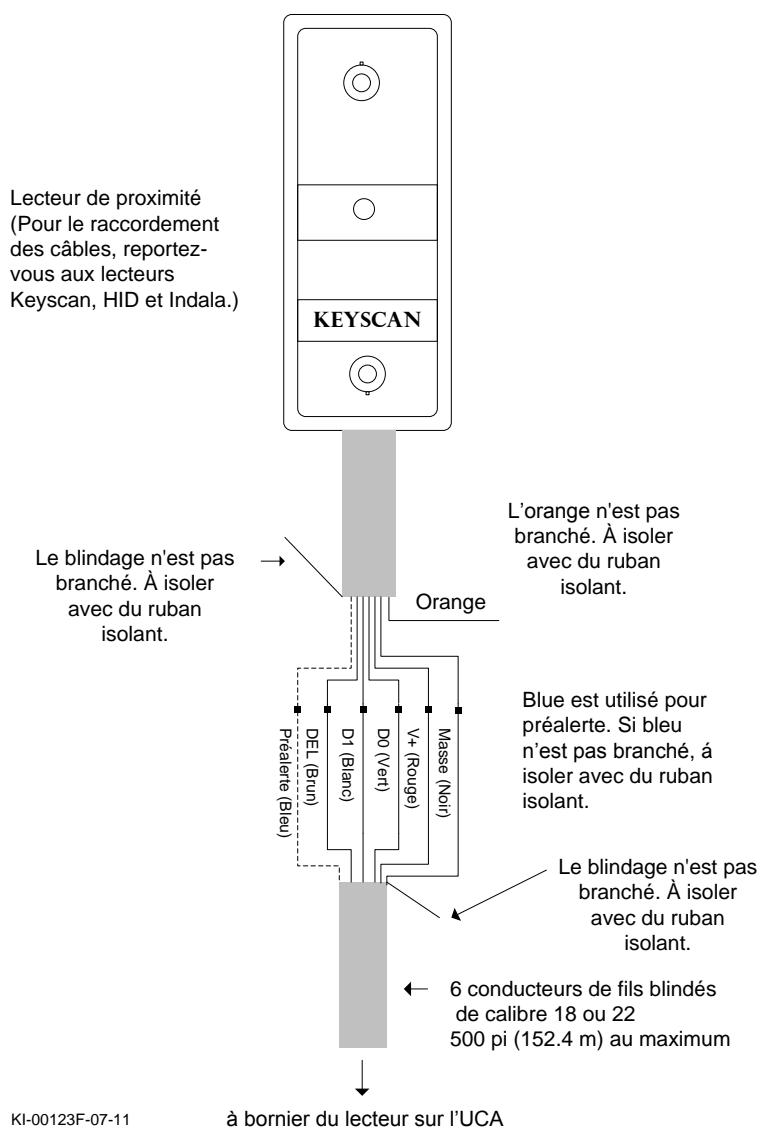 Lecteur de proximité
(Pour le raccordement
des câbles, reportez-
vous aux lecteurs
Keyscan, HID et Indala.)
KEYSCAN
L'orange n'est pas
branché. À isoler
avec du ruban
isolant.
Le blindage n'est pas
branché. À isoler
avec du ruban
isolant.
Orange
Préalerte (Bleu)
DEL (Brun)
D1 (Blanc)
D0 (Vert)
V+ (Rouge)
Masse (Noir)
Blue est utilisé pour
préalerte. Si bleu
n'est pas branché, á
isoler avec du ruban
isolant.
Le blindage n'est pas
branché. À isoler
avec du ruban
isolant.
6 conducteurs de fils blindés
de calibre 18 ou 22
500 pi (152.4 m) au maximum
KI-00123F-07-11
à bornier du lecteur sur l'UCA